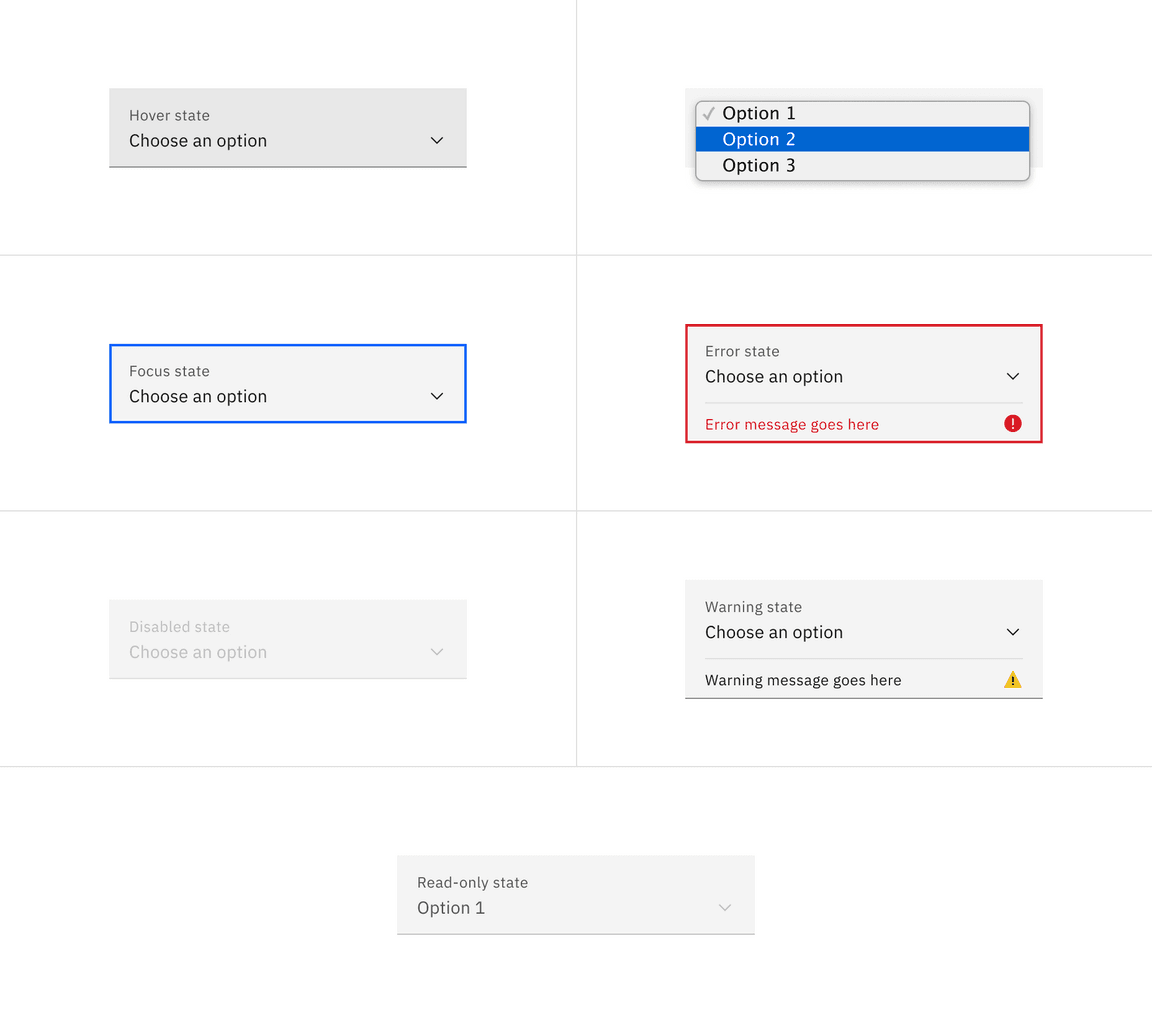 Hover state
Choose an option
Option 1
Option 2
Option 3
Focus state
Choose an option
Error state
Choose an option
Error message goes here
Disabled state
Choose an option
Warning state
Choose an option
Warning message goes here
Read-only state
Option 1